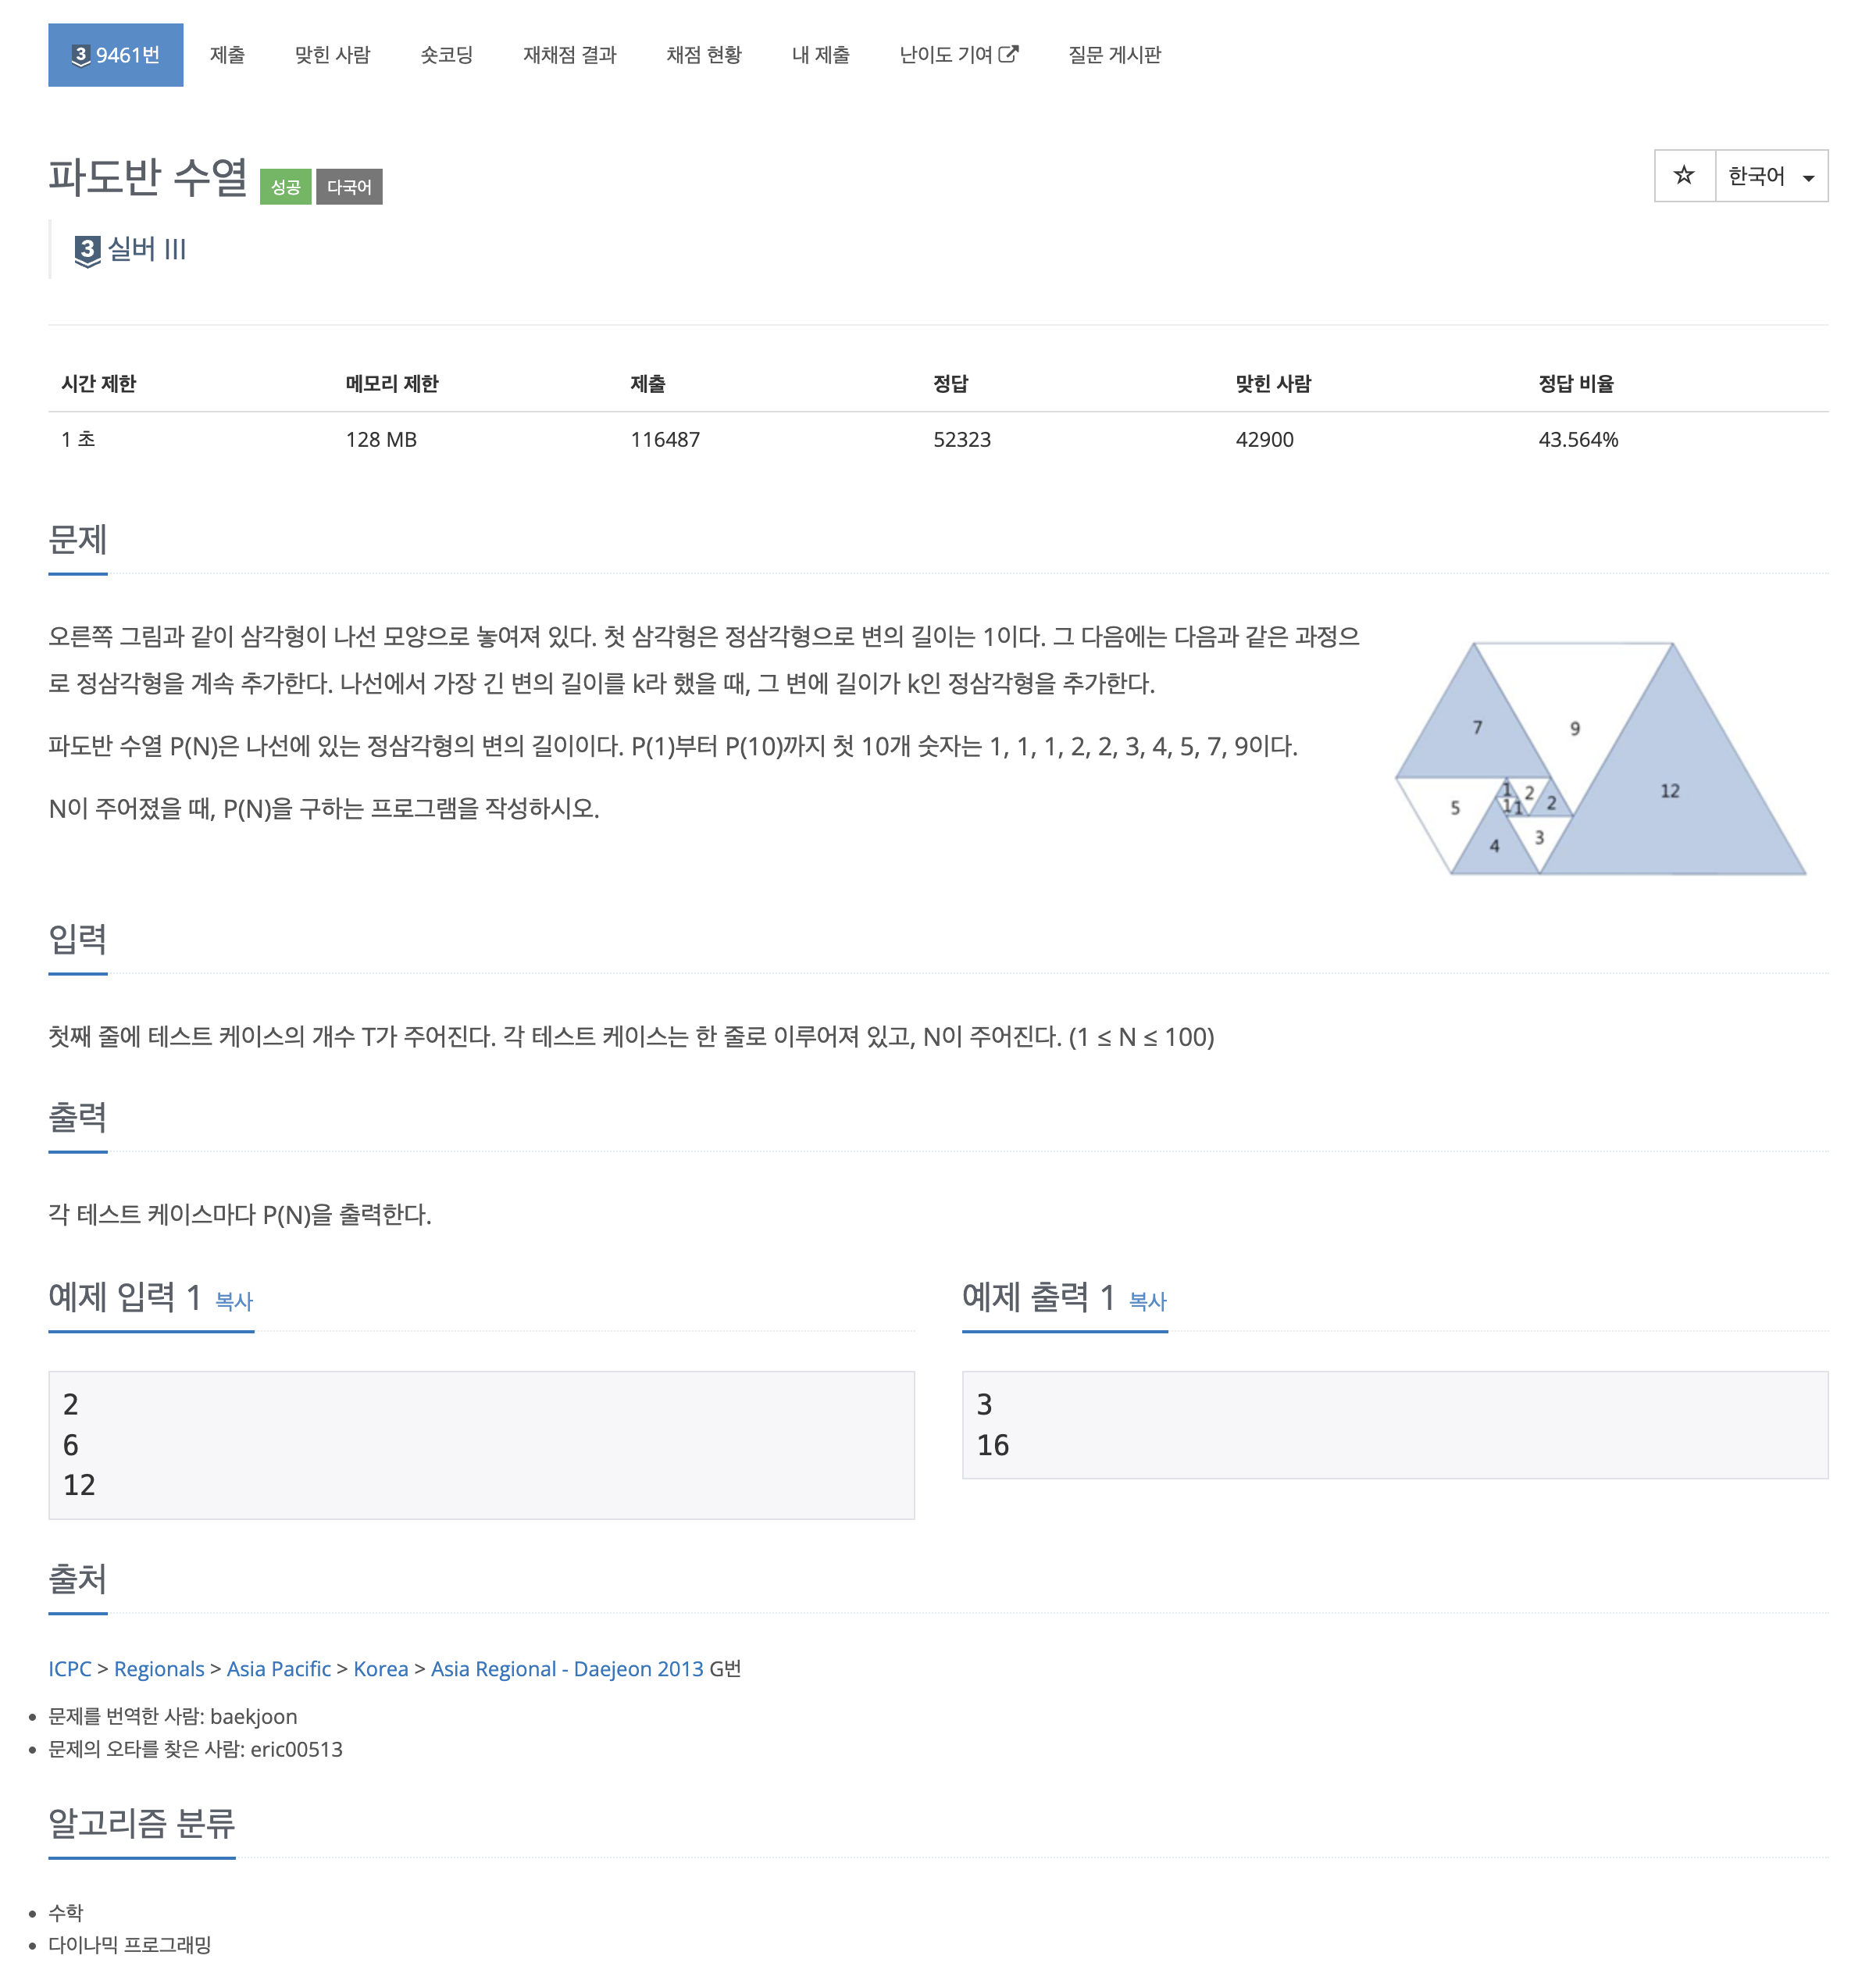 3 9461번 제출 맞힌 사람 숏코딩 재채점 결과 채점 현황 내 제출 난이도 기여 질문 게시판
파도반 수열 성공 다국어
☆ 한국어
3 실버 III
시간 제한 메모리 제한 제출 정답 맞힌 사람 정답 비율
1 초 128 MB 116487 52323 42900 43.564%
문제
오른쪽 그림과 같이 삼각형이 나선 모양으로 놓여져 있다. 첫 삼각형은 정삼각형으로 변의 길이는 1이다. 그 다음에는 다음과 같은 과정으
로 정삼각형을 계속 추가한다. 나선에서 가장 긴 변의 길이를 k라 했을 때, 그 변에 길이가 k인 정삼각형을 추가한다.
파도반 수열 P(N)은 나선에 있는 정삼각형의 변의 길이이다. P(1)부터 P(10)까지 첫 10개 숫자는 1, 1, 1, 2, 2, 3, 4, 5, 7, 9이다.
N이 주어졌을 때, P(N)을 구하는 프로그램을 작성하시오.
7 9
12
1 2
5 1 1 2
3
4
입력
첫째 줄에 테스트 케이스의 개수 T가 주어진다. 각 테스트 케이스는 한 줄로 이루어져 있고, N이 주어진다. (1 ≤ N ≤ 100)
출력
각 테스트 케이스마다 P(N)을 출력한다.
예제 입력 1 복사
2
6
12
예제 출력 1 복사
3
16
출처
ICPC > Regionals > Asia Pacific > Korea > Asia Regional - Daejeon 2013 G번
• 문제를 번역한 사람: baekjoon
• 문제의 오타를 찾은 사람: eric00513
알고리즘 분류
• 수학
• 다이나믹 프로그래밍